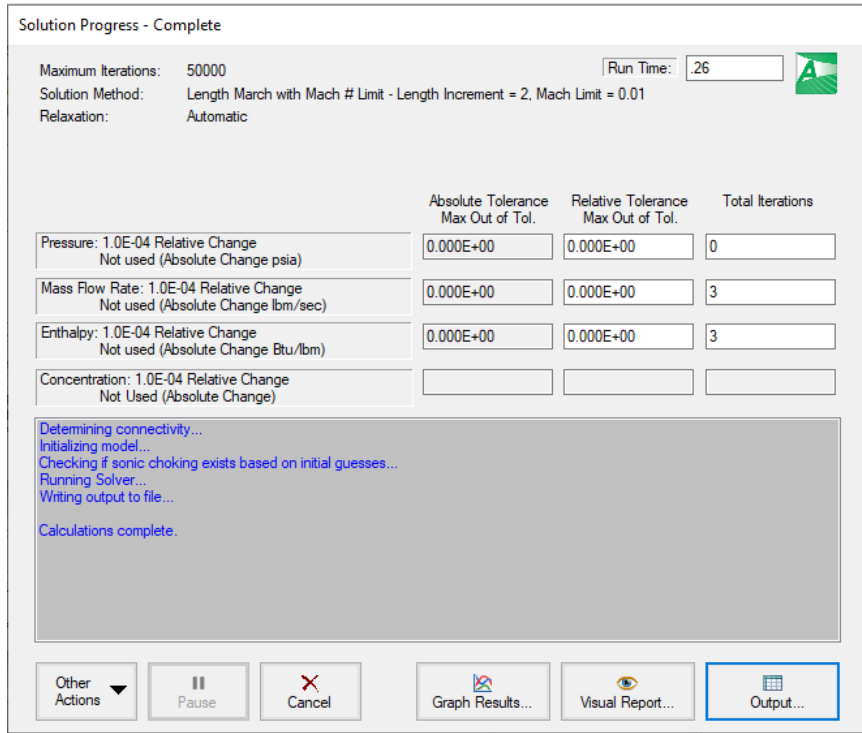 Solution Progress - Complete
Maximum Iterations: 50000
Run Time: .26
Solution Method: Length March with Mach # Limit - Length Increment = 2, Mach Limit = 0.01
Relaxation: Automatic
Absolute Tolerance Relative Tolerance Total Iterations
Max Out of Tol. Max Out of Tol.
Pressure: 1.0E-04 Relative Change
Not used (Absolute Change psia)
0.000E+00 0.000E+00 0
Mass Flow Rate: 1.0E-04 Relative Change
Not used (Absolute Change lbm/sec)
0.000E+00 0.000E+00 3
Enthalpy: 1.0E-04 Relative Change
Not used (Absolute Change Btu/lbm)
0.000E+00 0.000E+00 3
Concentration: 1.0E-04 Relative Change
Not Used (Absolute Change)
Determining connectivity...
Initializing model...
Checking if sonic choking exists based on initial guesses...
Running Solver...
Writing output to file...
Calculations complete.
Other Actions
Pause
Cancel
Graph Results...
Visual Report...
Output...